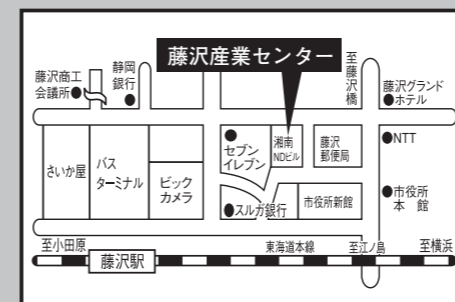 藤沢産業センター
静岡
銀行
藤沢商工
会議所
至藤沢橋
藤沢グランド
ホテル
さいか屋
バス
ターミナル
ビック
カメラ
セブン
イレブン
湘南
NDビル
藤沢
郵便局
NTT
スルガ銀行
市役所新館
市役所
本館
至小田原
藤沢駅
東海道本線
至江ノ島
至横浜